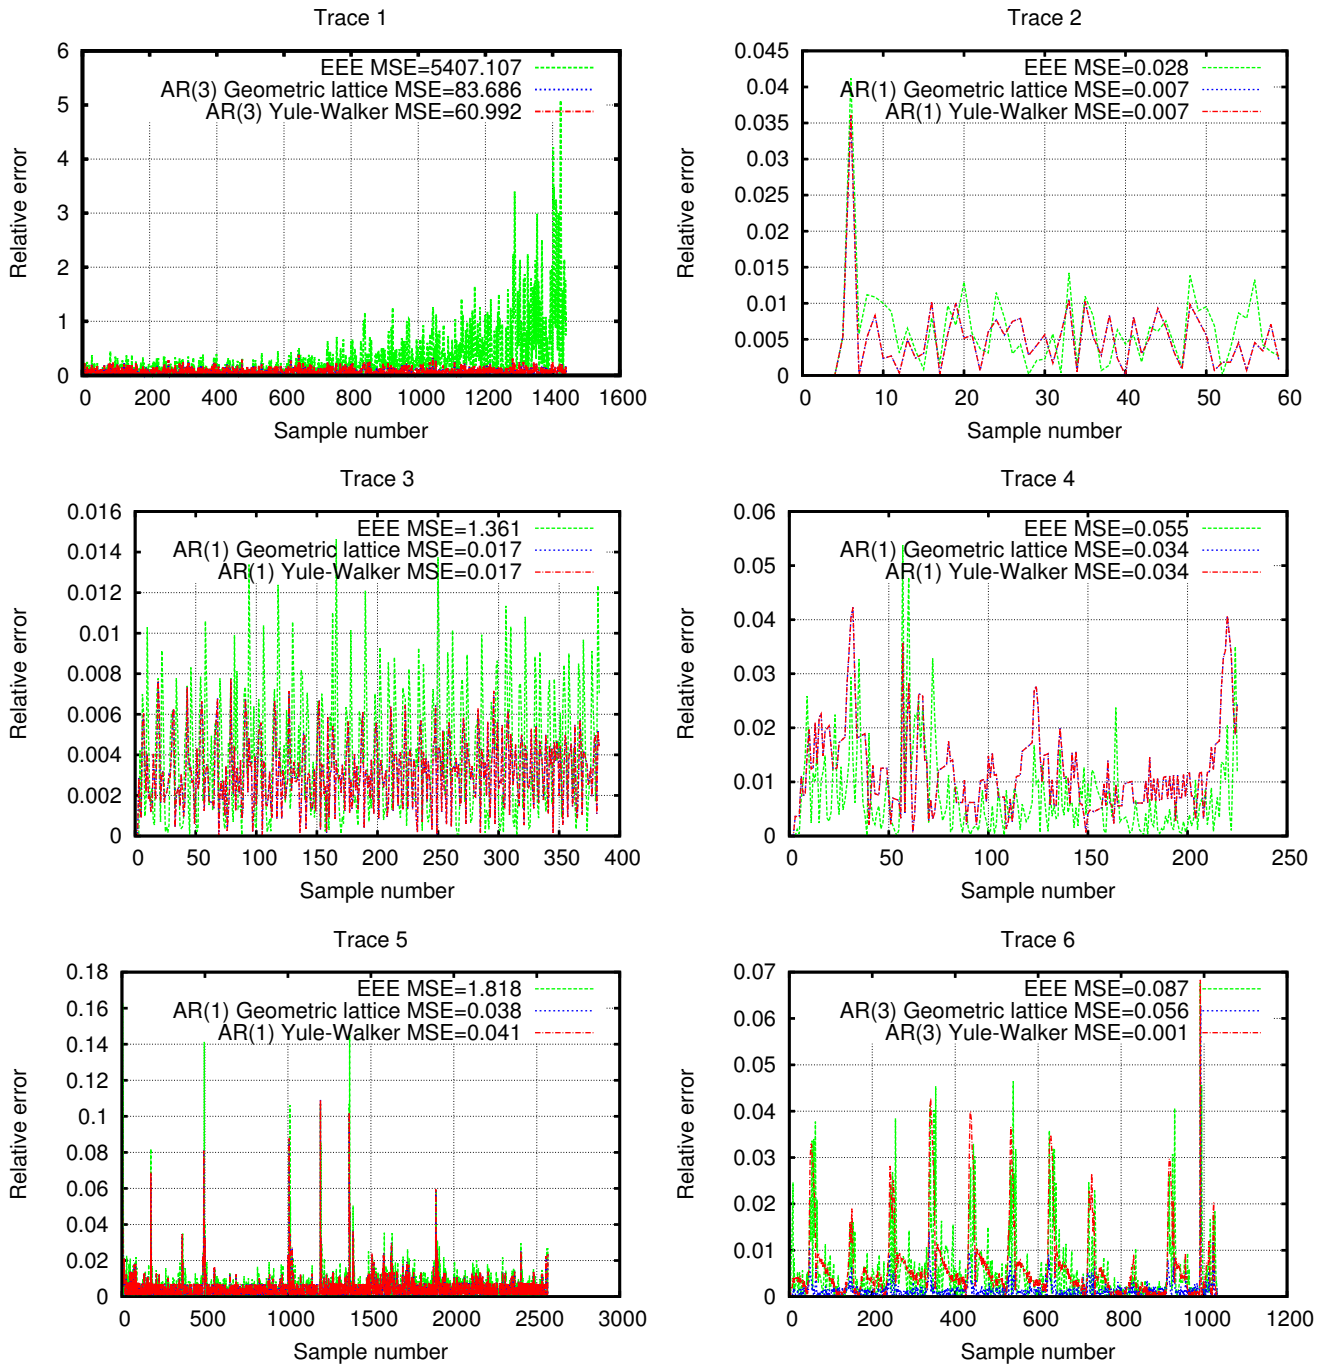 Trace 1
6
5
4
3
2
1
0
Relative error
EEE MSE=5407.107
AR(3) Geometric lattice MSE=83.686
AR(3) Yule-Walker MSE=60.992
0 200 400 600 800 1000 1200 1400 1600
Sample number
Trace 2
0.045
0.04
0.035
0.03
0.025
0.02
0.015
0.01
0.005
0
Relative error
EEE MSE=0.028
AR(1) Geometric lattice MSE=0.007
AR(1) Yule-Walker MSE=0.007
0 10 20 30 40 50 60
Sample number
Trace 3
0.016
0.014
0.012
0.01
0.008
0.006
0.004
0.002
0
Relative error
EEE MSE=1.361
AR(1) Geometric lattice MSE=0.017
AR(1) Yule-Walker MSE=0.017
0 50 100 150 200 250 300 350 400
Sample number
Trace 4
0.06
0.05
0.04
0.03
0.02
0.01
0
Relative error
EEE MSE=0.055
AR(1) Geometric lattice MSE=0.034
AR(1) Yule-Walker MSE=0.034
0 50 100 150 200 250
Sample number
Trace 5
0.18
0.16
0.14
0.12
0.1
0.08
0.06
0.04
0.02
0
Relative error
EEE MSE=1.818
AR(1) Geometric lattice MSE=0.038
AR(1) Yule-Walker MSE=0.041
0 500 1000 1500 2000 2500 3000
Sample number
Trace 6
0.07
0.06
0.05
0.04
0.03
0.02
0.01
0
Relative error
EEE MSE=0.087
AR(3) Geometric lattice MSE=0.056
AR(3) Yule-Walker MSE=0.001
0 200 400 600 800 1000 1200
Sample number